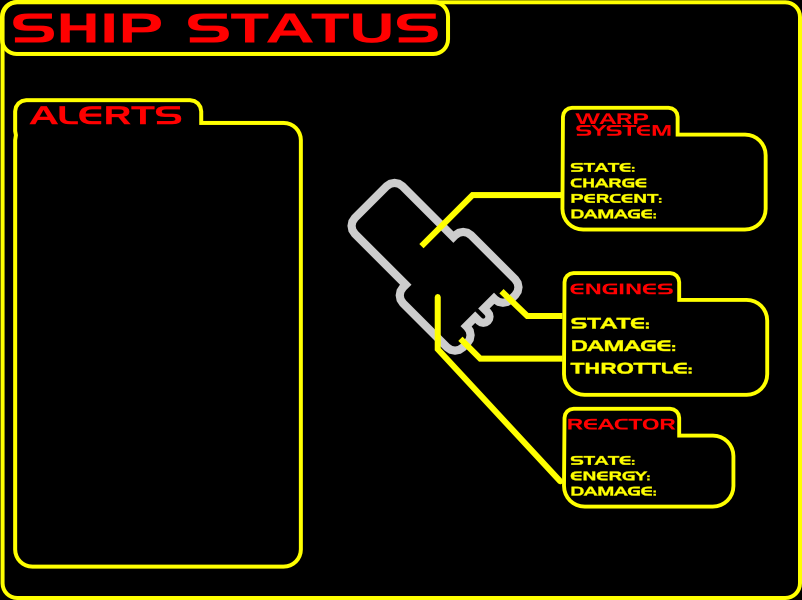 SHIP STATUS
ALERTS
WARP
SYSTEM
STATE:
CHARGE
PERCENT:
DAMAGE:
ENGINES
STATE:
DAMAGE:
THROTTLE:
REACTOR
STATE:
ENERGY:
DAMAGE: